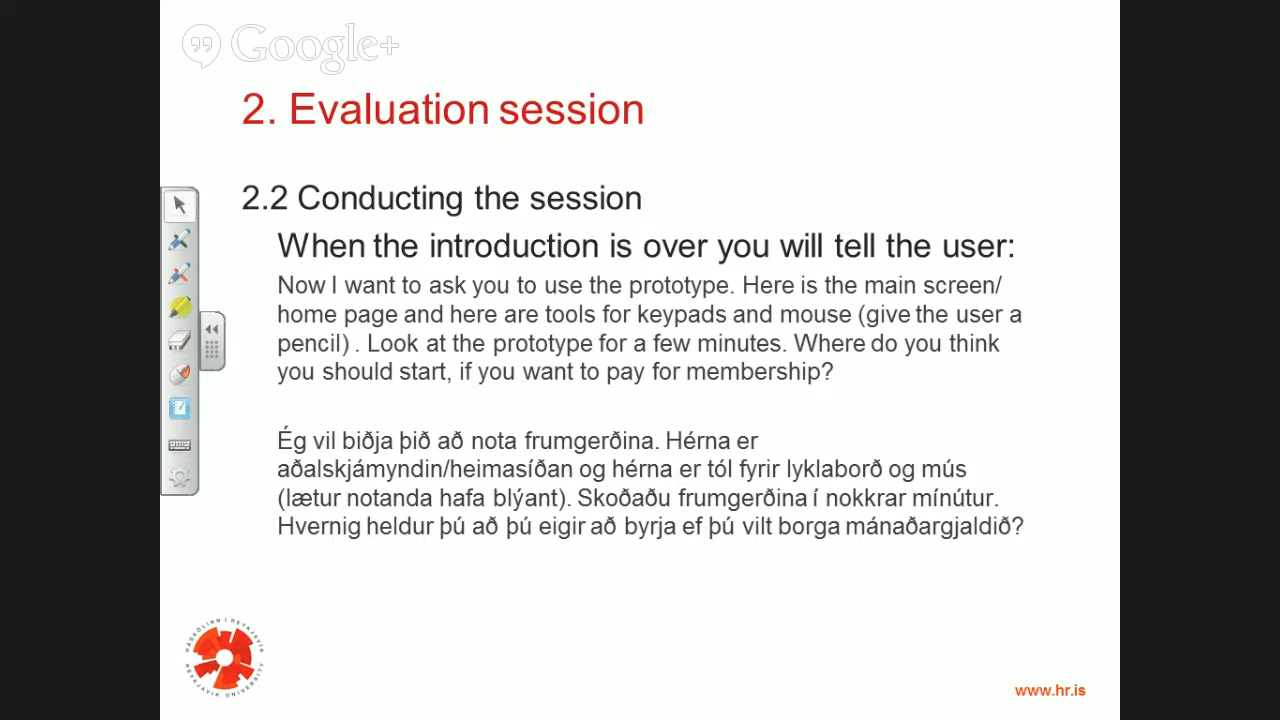 Google+
2. Evaluation session
2.2 Conducting the session
When the introduction is over you will tell the user:
Now I want to ask you to use the prototype. Here is the main screen/
home page and here are tools for keypads and mouse (give the user a
pencil) . Look at the prototype for a few minutes. Where do you think
you should start, if you want to pay for membership?
Ég vil biðja þið að nota frumgerðina. Hérna er
aðalskjámyndin/heimasíðan og hérna er tól fyrir lyklaborð og mús
(lætur notanda hafa blýant). Skoðaðu frumgerðina í nokkrar mínútur.
Hvernig heldur þú að þú eigir að byrja ef þú vilt borga mánaðargjaldið?
HÁSKÓLINN Í REYKJAVÍK
REYKJAVIK UNIVERSITY
www.hr.is